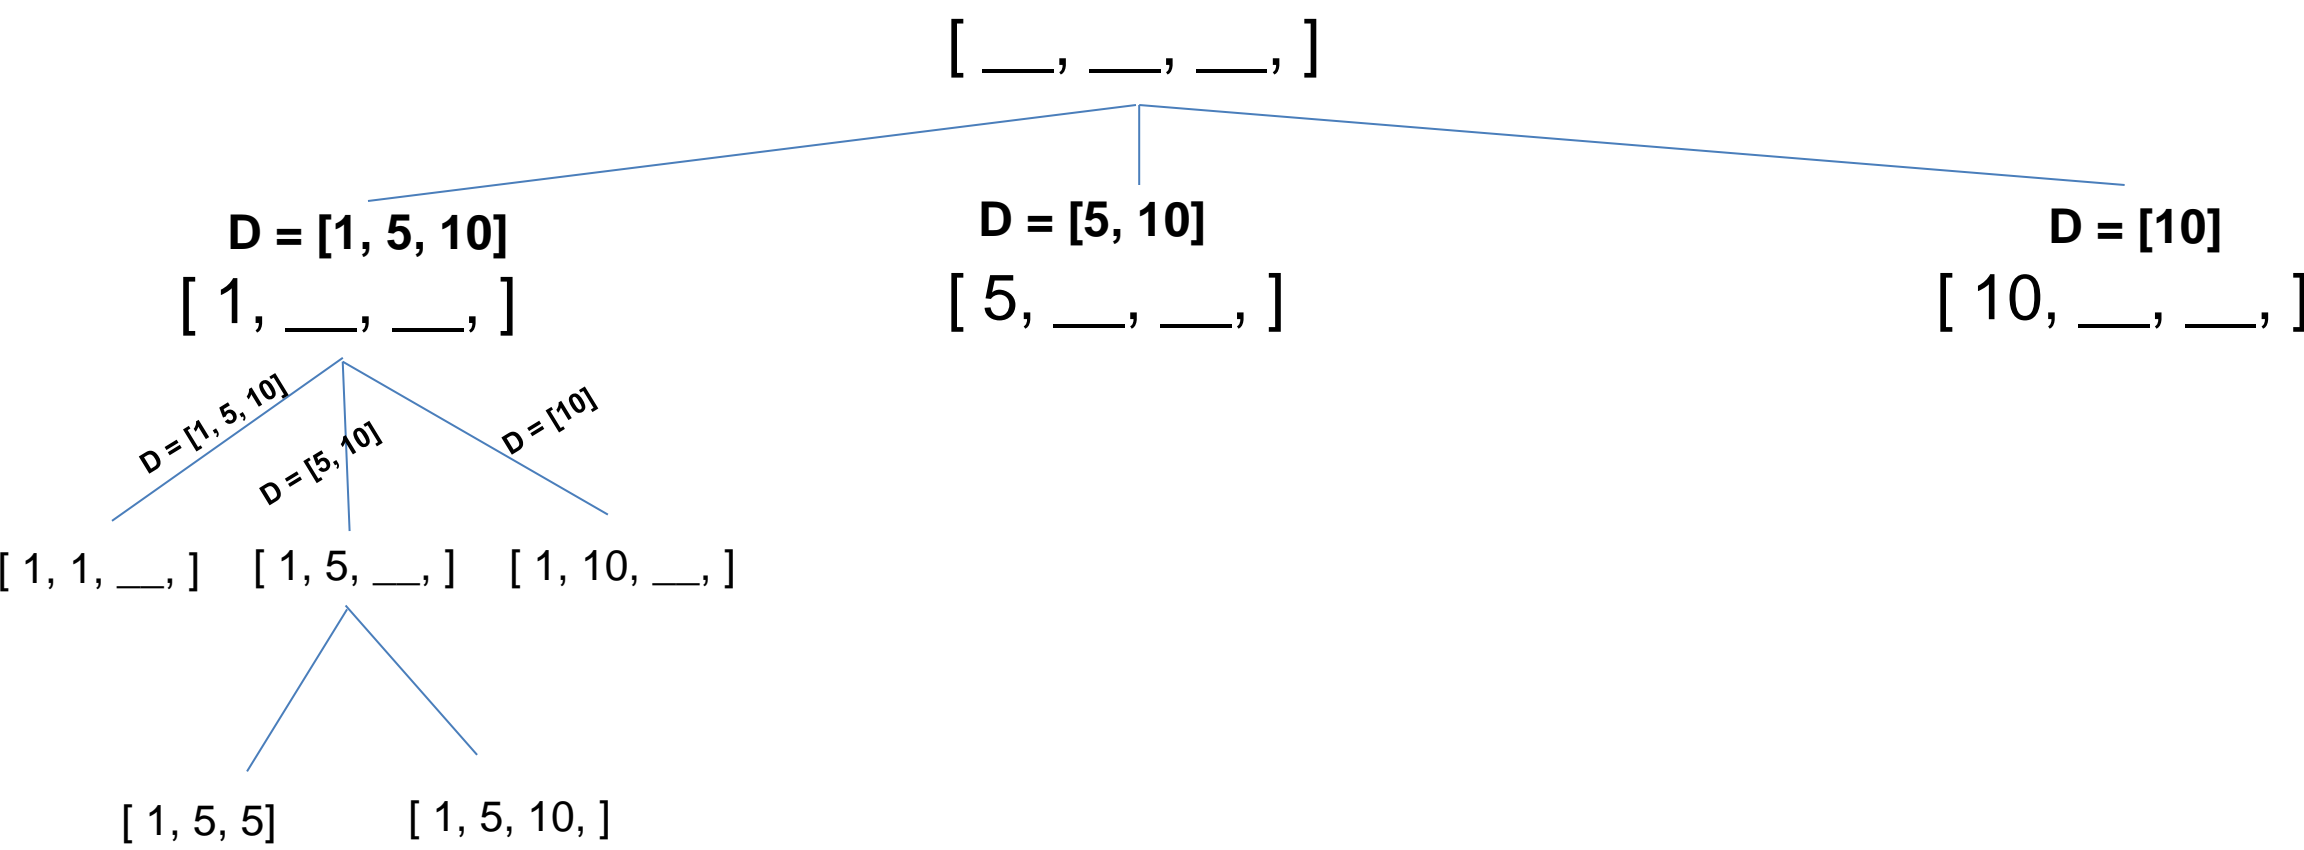 [ __, __, __, ]
D = [1, 5, 10]
[ 1, __, __, ]
D = [5, 10]
[ 5, __, __, ]
D = [10]
[ 10, __, __, ]
D = [1, 5, 10]
D = [5, 10]
D = [10]
[ 1, 1, __, ]
[ 1, 5, __, ]
[ 1, 10, __, ]
[ 1, 5, 5]
[ 1, 5, 10, ]